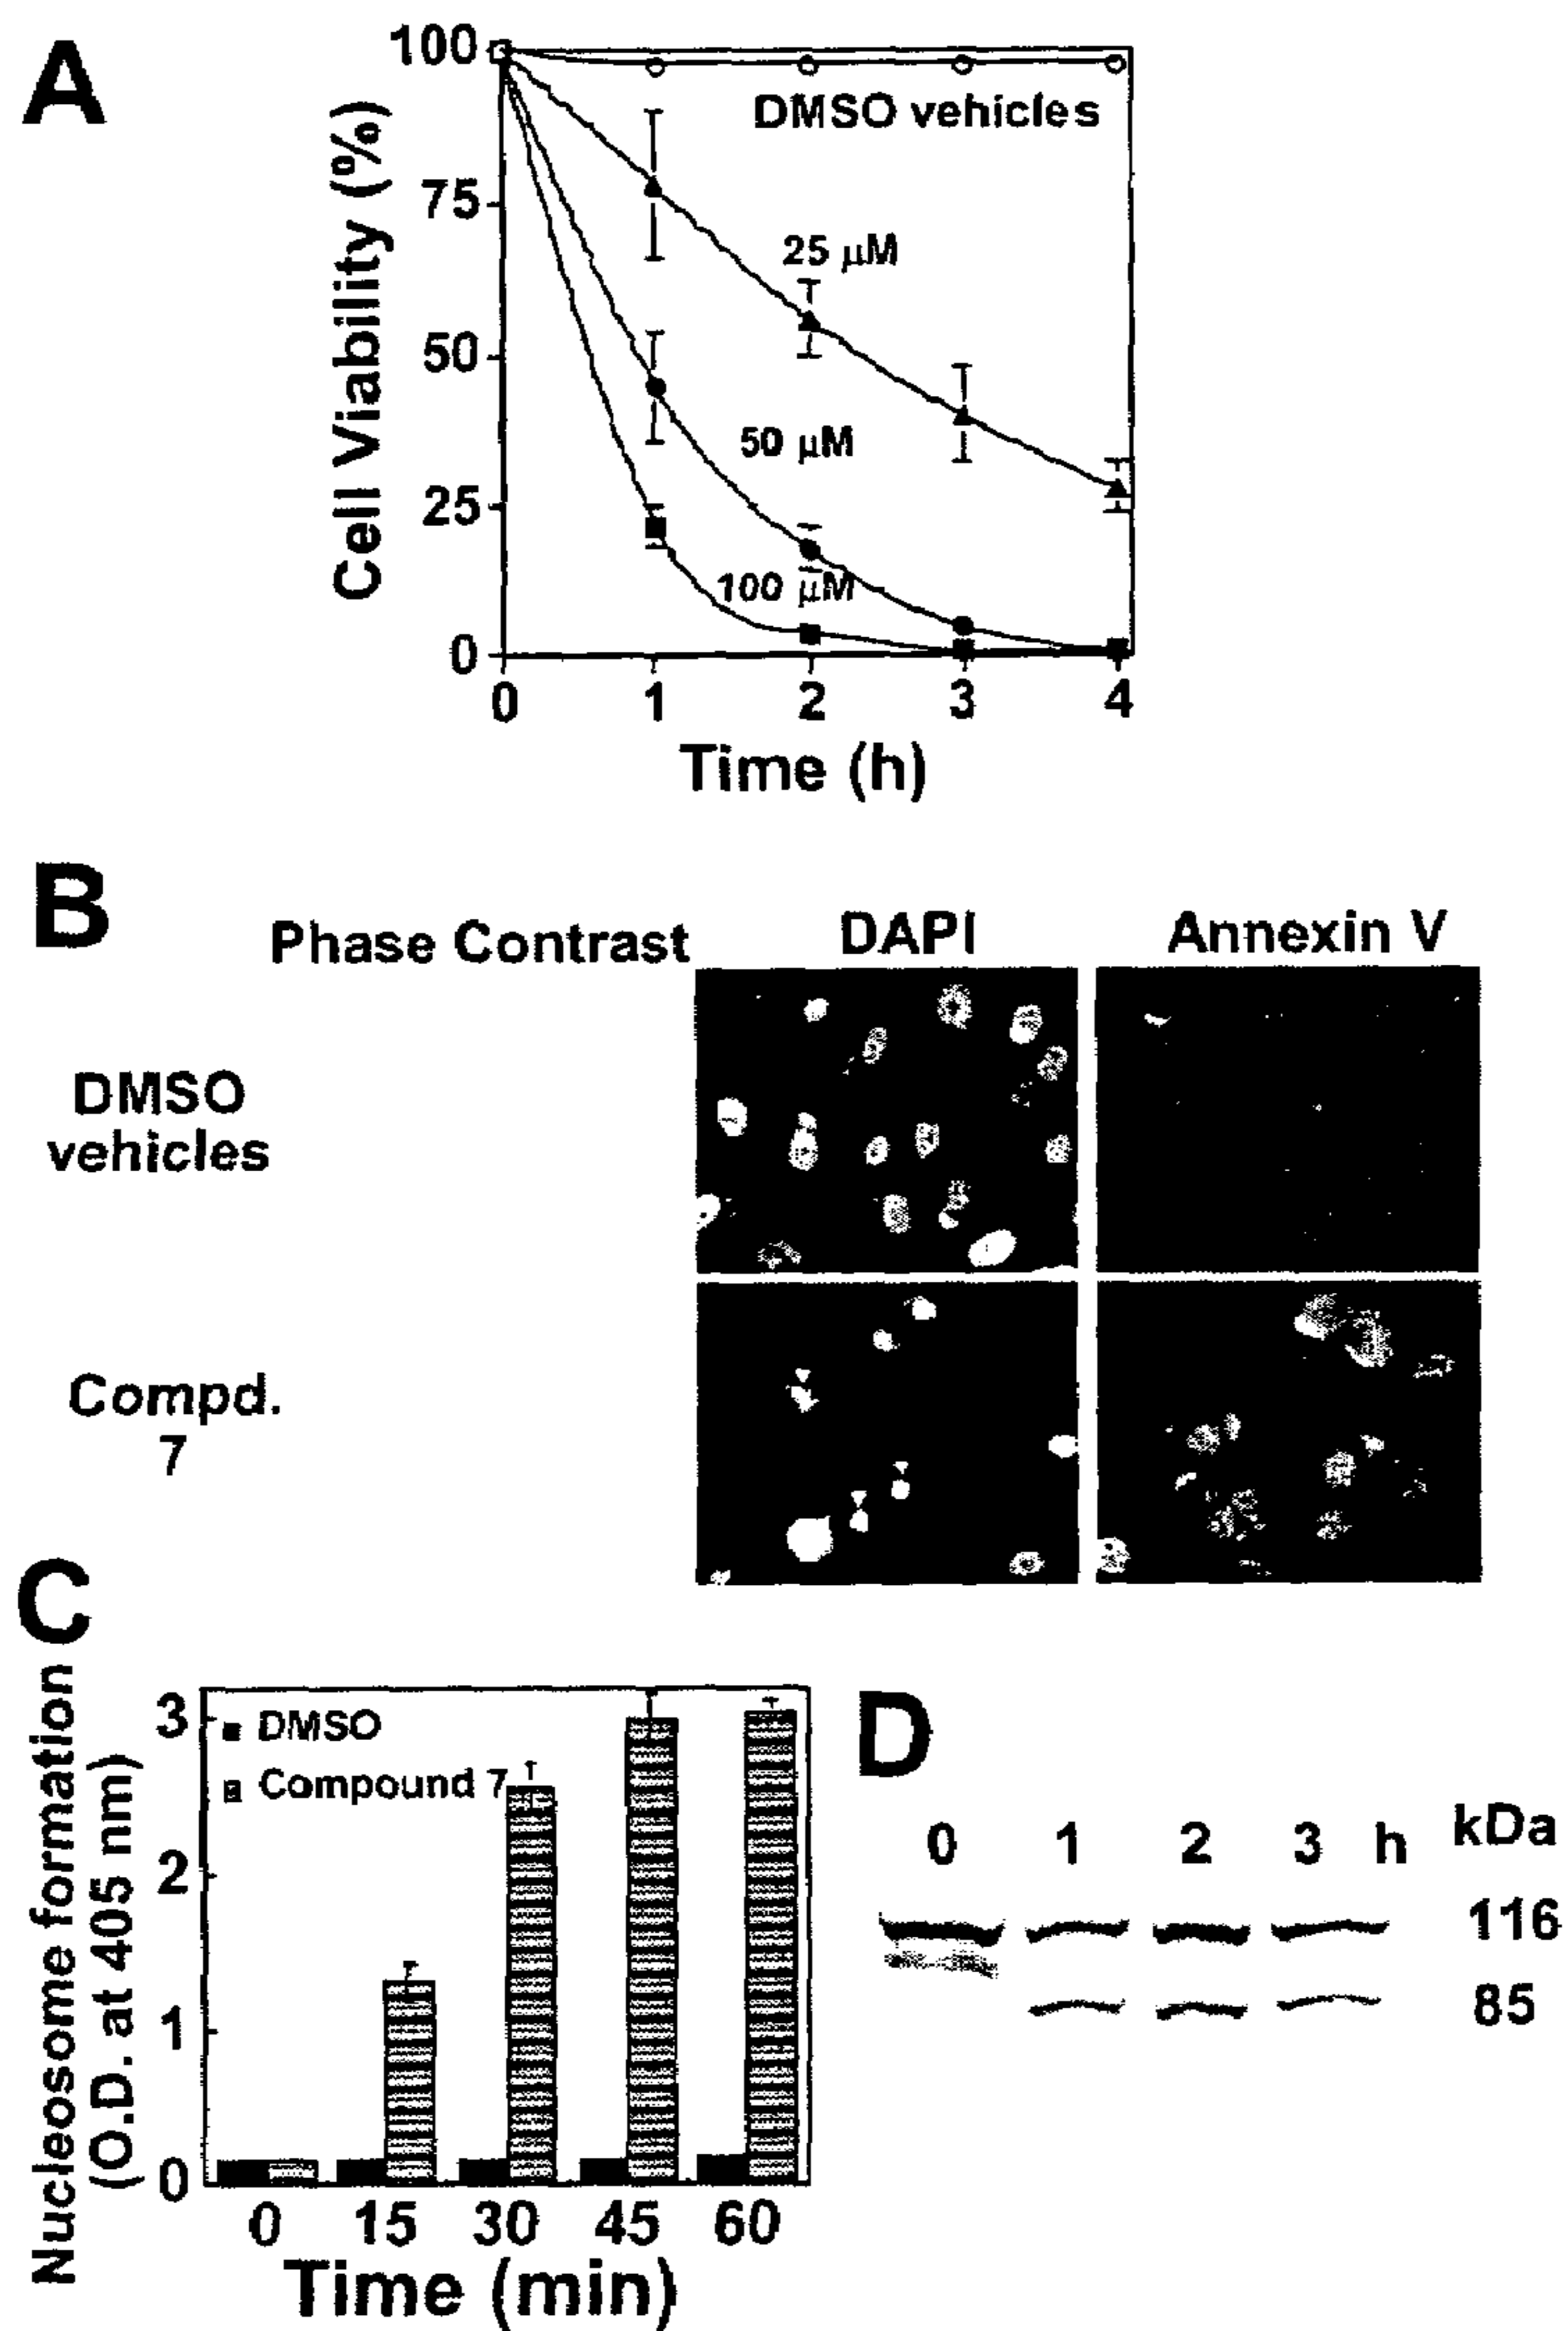 A
Cell Viability (%)
100
75
50
25
0
DMSO vehicles
25 µM
50 µM
100 µM
0 1 2 3 4
Time (h)
B
Phase Contrast DAPI Annexin V
DMSO
vehicles
Compd.
7
C
Nucleosome formation
(O.D. at 405 nm)
3
2
1
0
DMSO
Compound 7
0 15 30 45 60
Time (min)
D
0 1 2 3 h kDa
116
85